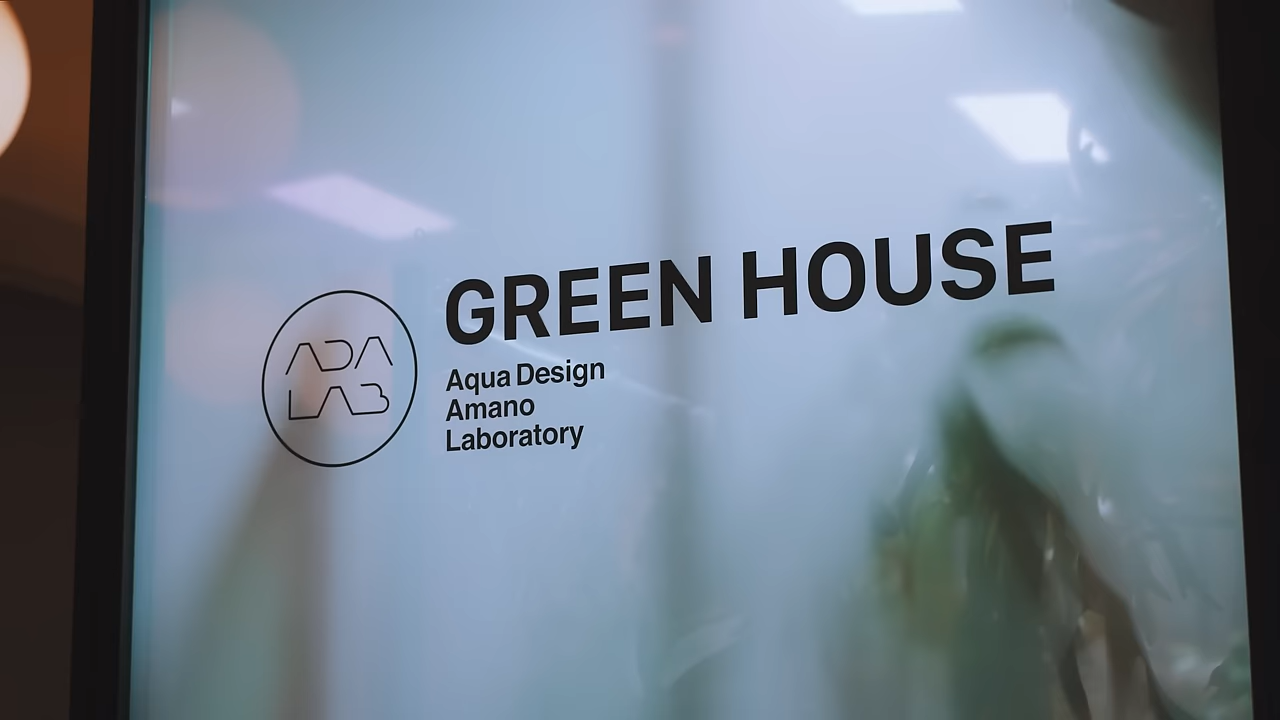 ADA
LAB
GREEN HOUSE
Aqua Design
Amano
Laboratory